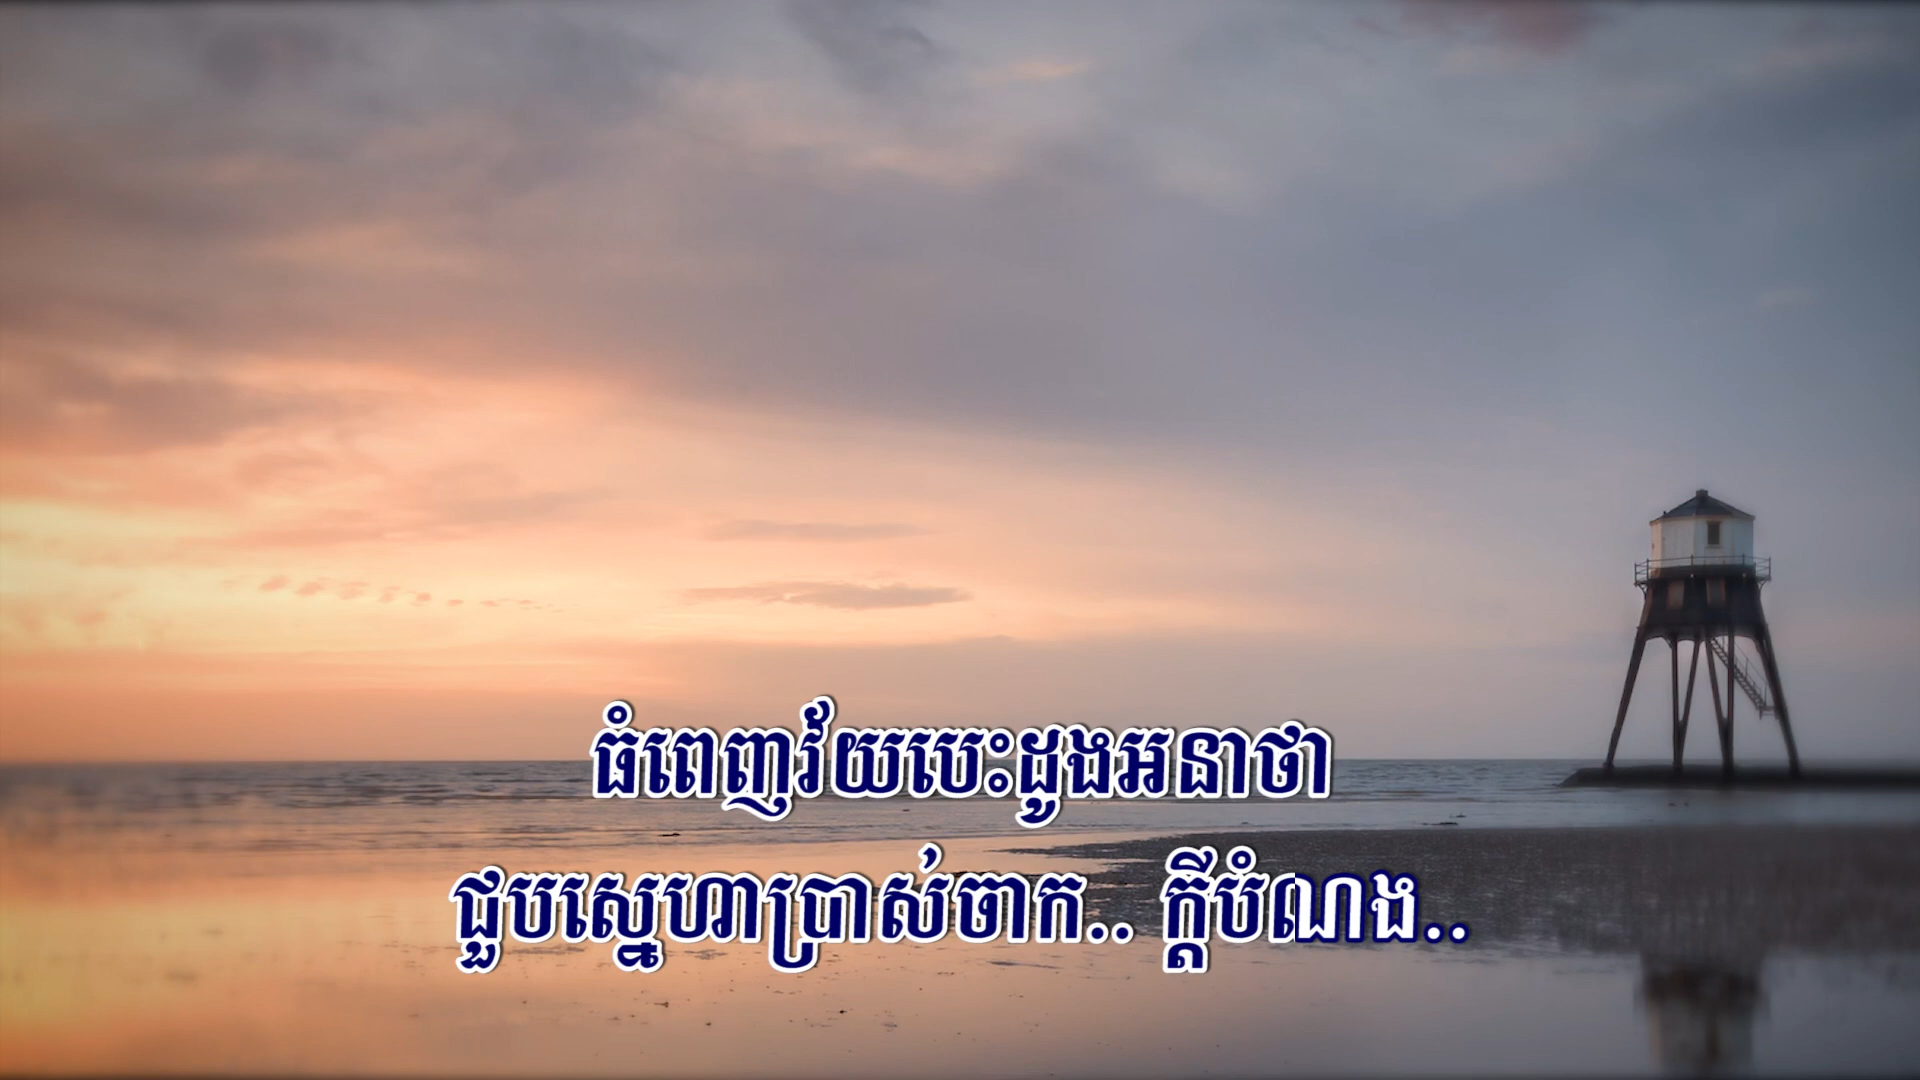 ធំពេញវ័យបេះដូងអនាថា
ជួបស្នេហាប្រាស់ចាក.. ក្ដីបំណង..